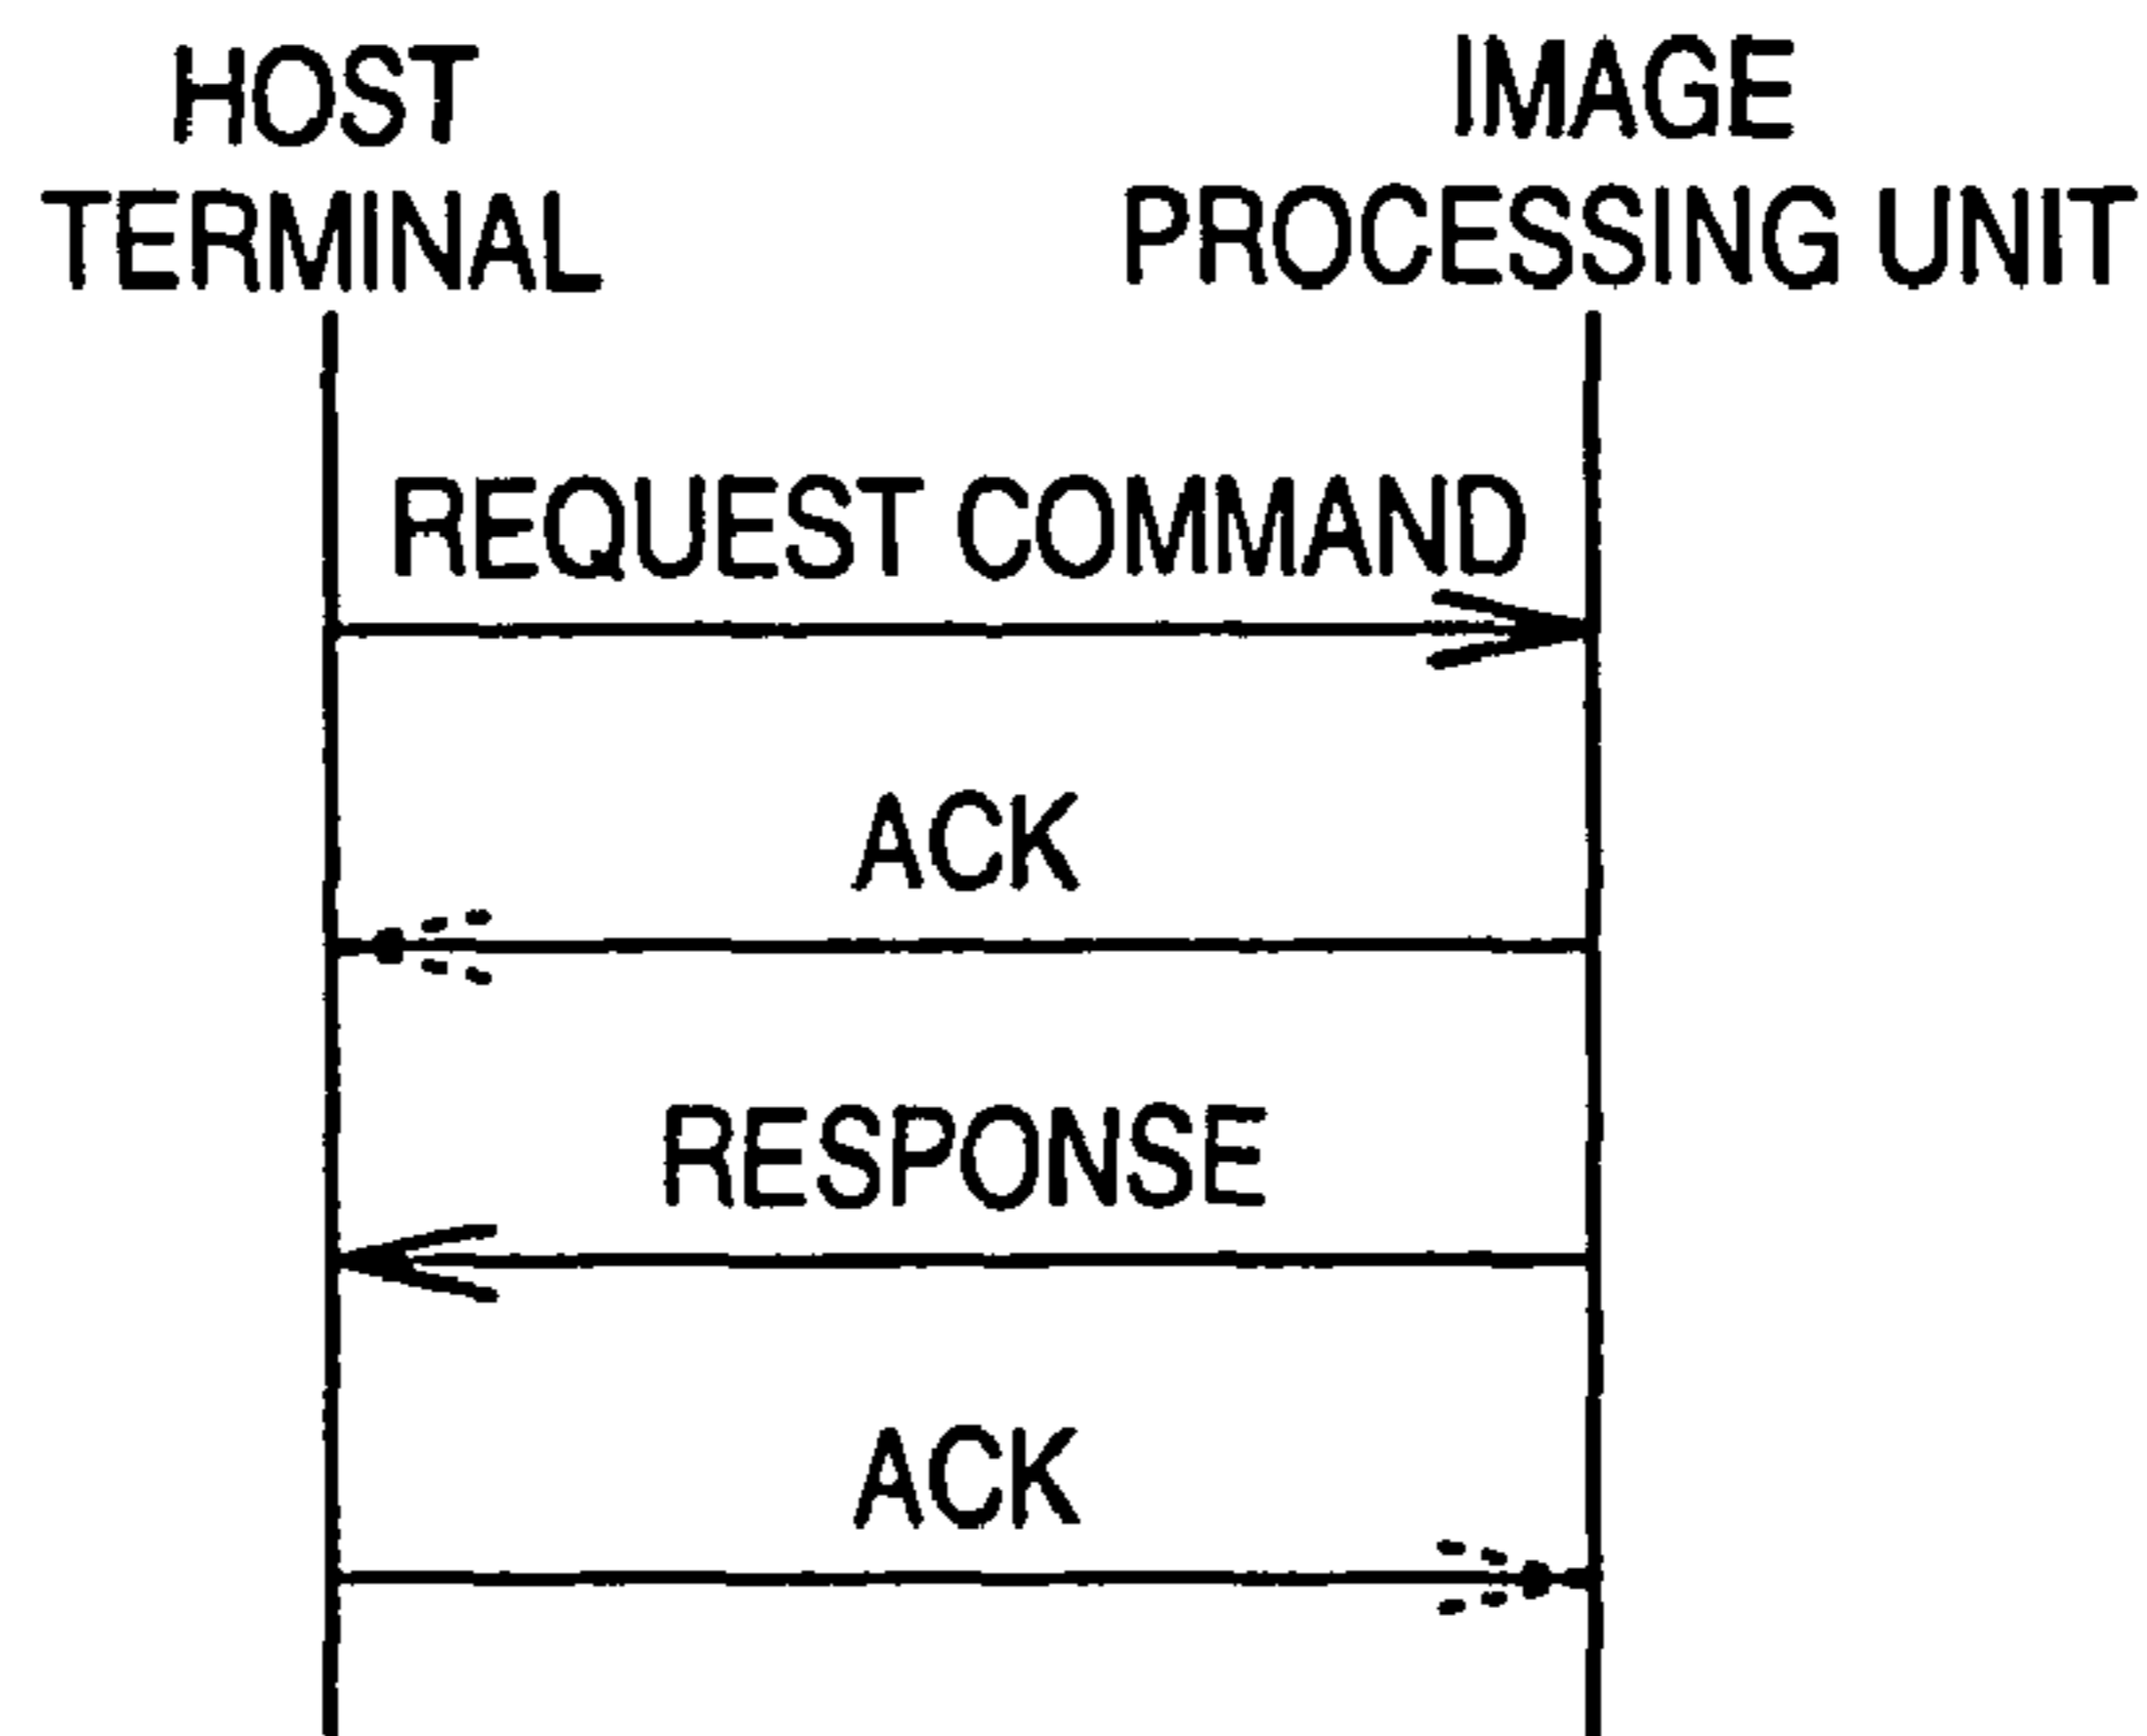 HOST
TERMINAL
IMAGE
PROCESSING UNIT
REQUEST COMMAND
ACK
RESPONSE
ACK